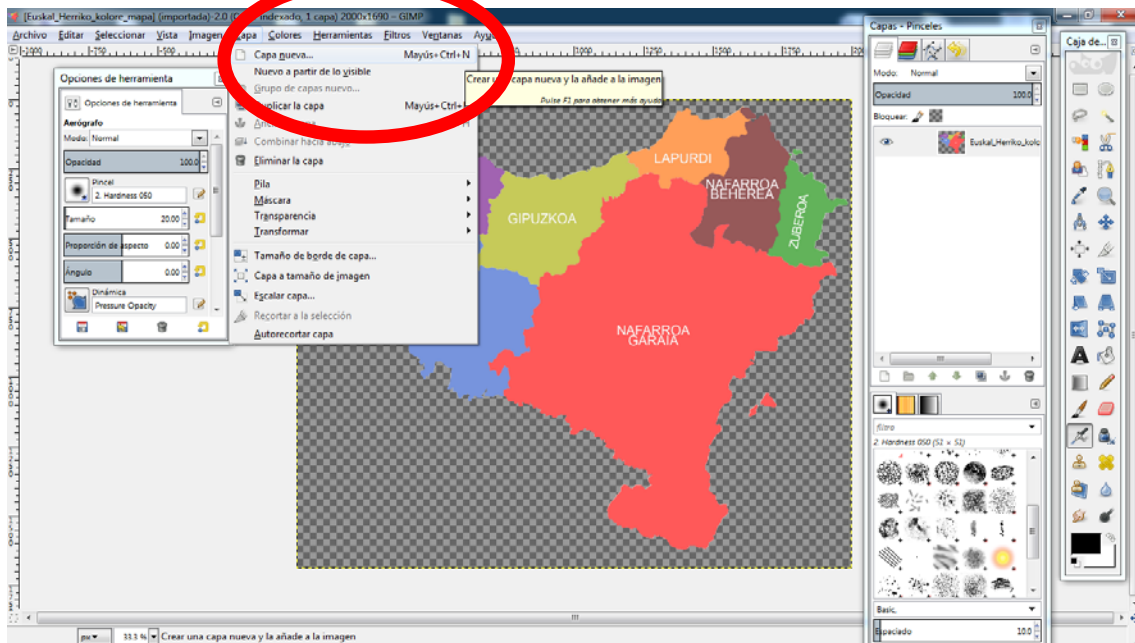 [Euskal_Herriko_kolore_mapa] (importada)-2.0 (C indexado, 1 capa) 2000x1690 – GIMP
Archivo Editar Seleccionar Vista Imagen Capa Colores Herramientas Filtros Ventanas Ayu
Opciones de herramienta
Opciones de herramienta
Aerógrafo
Modo: Normal
Opacidad 100.0
Pincel
2. Hardness 050
Tamaño 20.00
Proporción de aspecto 0.00
Ángulo 0.00
Dinámica
Pressure Opacity
Capa nueva... Mayús+Ctrl+N
Nuevo a partir de lo visible
Grupo de capas nuevo...
Duplicar la capa Mayús+Ctrl+
Combinar hacia abajo
Eliminar la capa
Pila
Máscara
Transparencia
Transformar
Tamaño de borde de capa...
Capa a tamaño de imagen
Escalar capa...
Recortar a la selección
Autorecortar capa
Crear una capa nueva y la añade a la imagen
Pulse F1 para obtener más ayuda
LAPURDI
NAFARROA
BEHEREA
ZUBEROA
GIPUZKOA
NAFARROA
GARAIA
Capas - Pinceles
Modo: Normal
Opacidad 100.0
Bloquear:
Euskal_Herriko_kolo
filtro
2. Hardness 050 (51 × 51)
Basic,
Espaciado 10.0
Caja de...
px 33.3 % Crear una capa nueva y la añade a la imagen